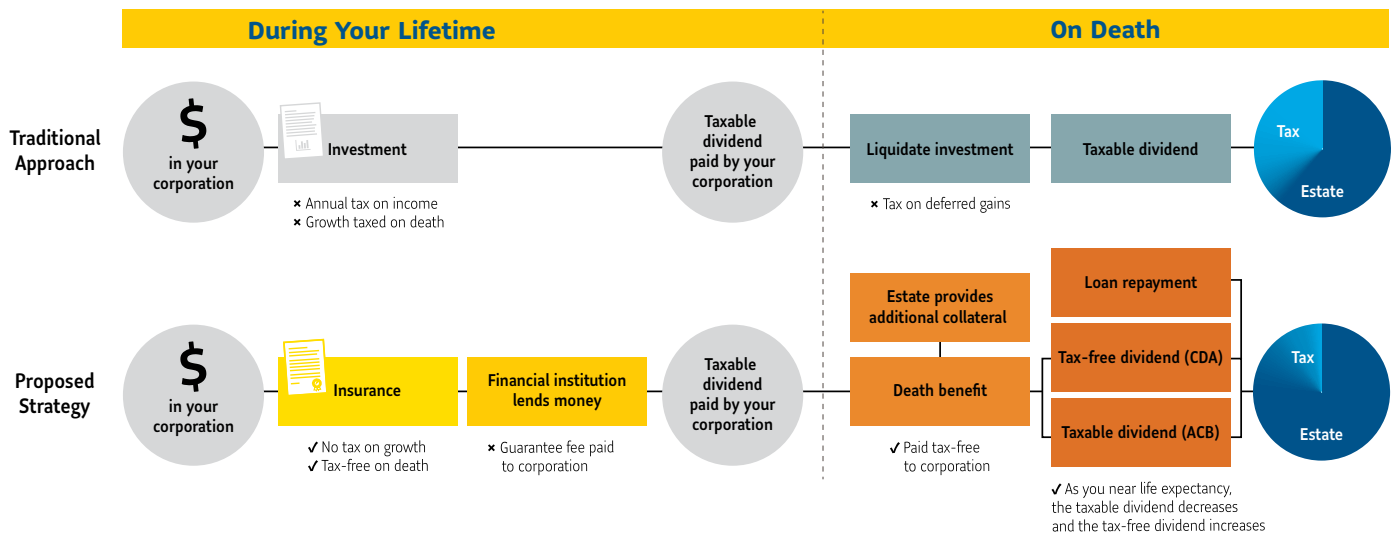 During Your Lifetime
On Death
Traditional
Approach
$
in your
corporation
Investment
× Annual tax on income
× Growth taxed on death
Taxable
dividend
paid by your
corporation
Liquidate investment
× Tax on deferred gains
Taxable dividend
Tax
Estate
Proposed
Strategy
$
in your
corporation
Insurance
✓ No tax on growth
✓ Tax-free on death
Financial institution
lends money
× Guarantee fee paid
to corporation
Taxable
dividend
paid by your
corporation
Estate provides
additional collateral
Death benefit
✓ Paid tax-free
to corporation
Loan repayment
Tax-free dividend (CDA)
Taxable dividend (ACB)
✓ As you near life expectancy,
the taxable dividend decreases
and the tax-free dividend increases
Tax
Estate